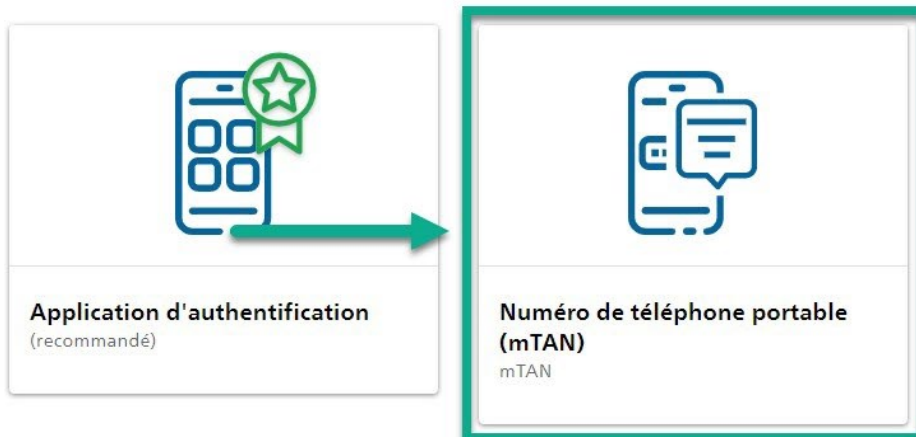 Application d'authentification
(recommandé)
Numéro de téléphone portable
(mTAN)
mTAN